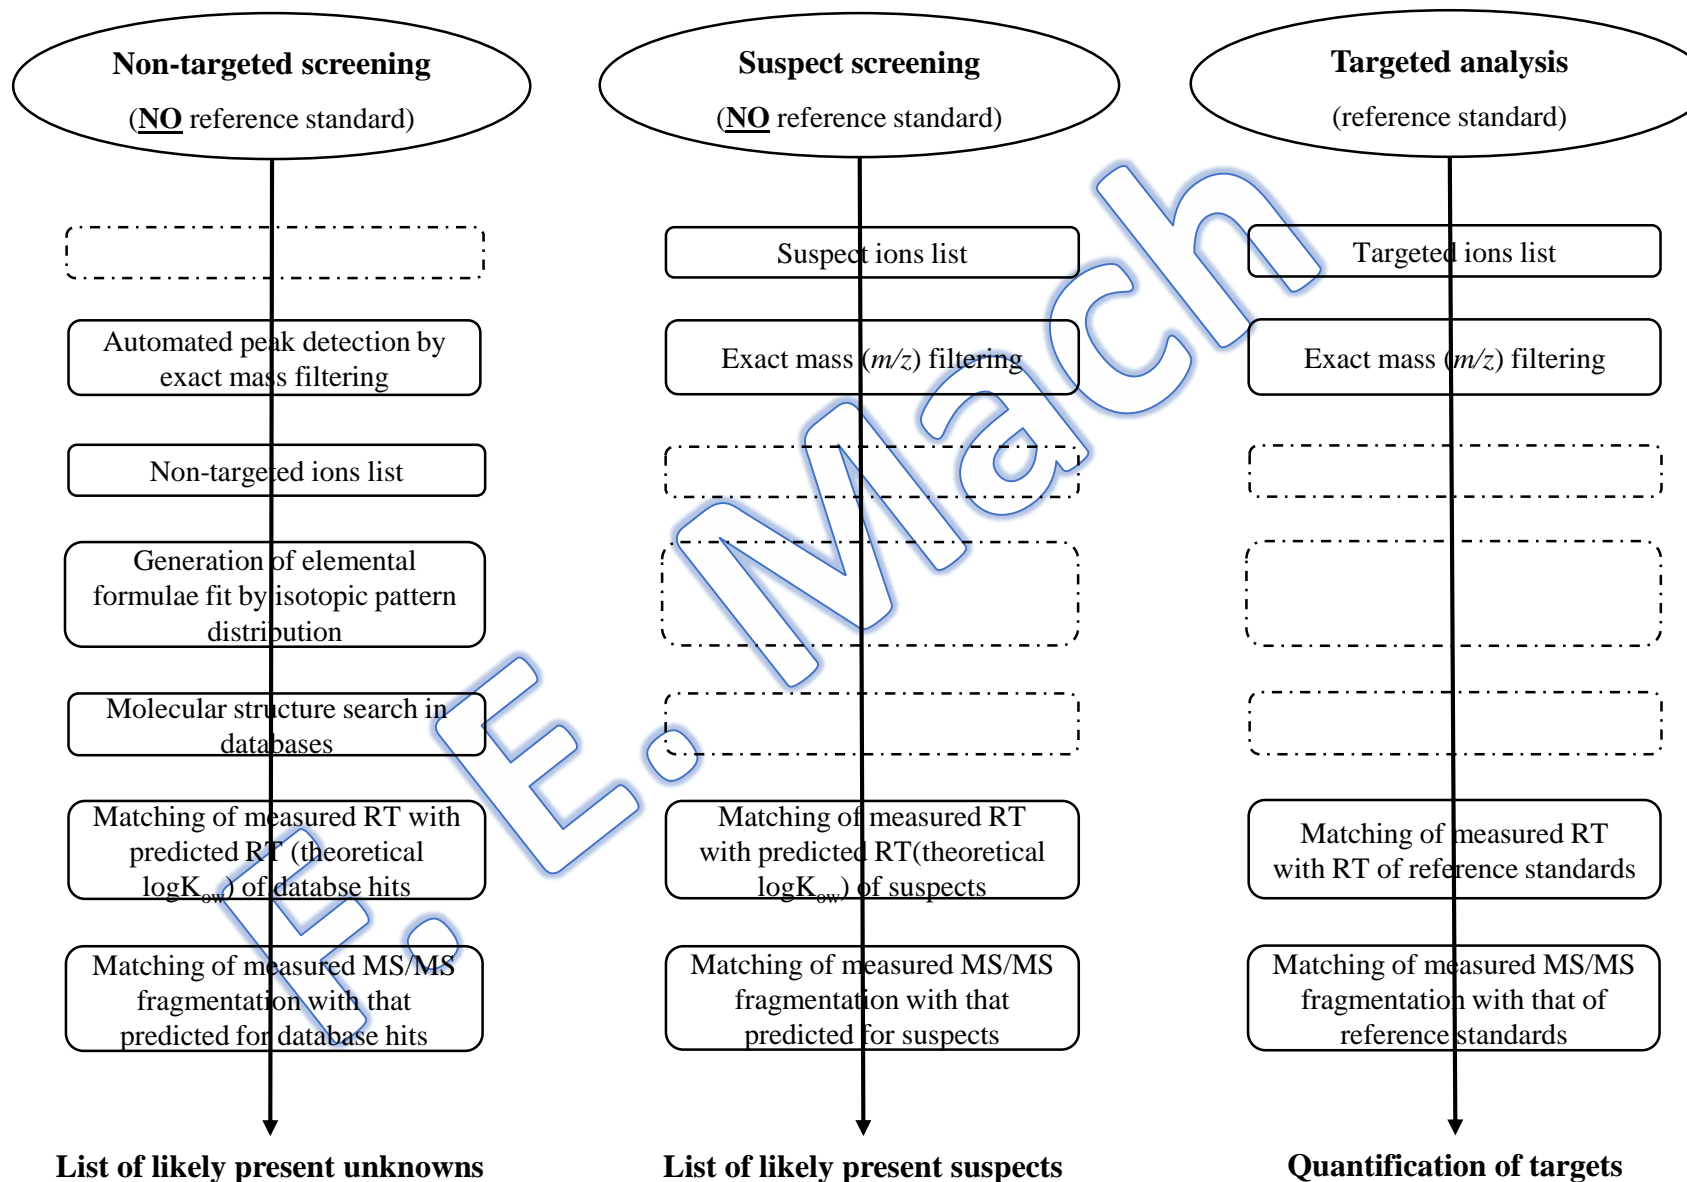 Non-targeted screening
(NO reference standard)
Automated peak detection by
exact mass filtering
Non-targeted ions list
Generation of elemental
formulae fit by isotopic pattern
distribution
Molecular structure search in
databases
Matching of measured RT with
predicted RT (theoretical
logKow) of databse hits
Matching of measured MS/MS
fragmentation with that
predicted for database hits
List of likely present unknowns
Suspect screening
(NO reference standard)
Suspect ions list
Exact mass (m/z) filtering
Matching of measured RT
with predicted RT(theoretical
logKow) of suspects
Matching of measured MS/MS
fragmentation with that
predicted for suspects
List of likely present suspects
Targeted analysis
(reference standard)
Targeted ions list
Exact mass (m/z) filtering
Matching of measured RT
with RT of reference standards
Matching of measured MS/MS
fragmentation with that of
reference standards
Quantification of targets
F. E. Mach